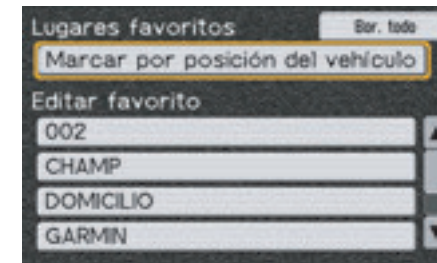 Lugares favoritos
Bor. todo
Marcar por posición del vehículo
Editar favorito
002
CHAMP
DOMICILIO
GARMIN